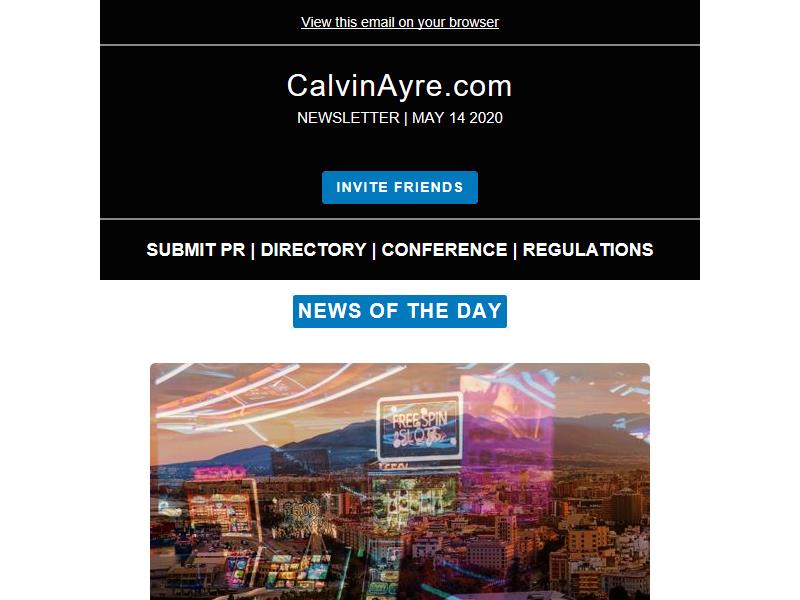 View this email on your browser
CalvinAyre.com
NEWSLETTER | MAY 14 2020
INVITE FRIENDS
SUBMIT PR | DIRECTORY | CONFERENCE | REGULATIONS
NEWS OF THE DAY
FREE SPIN
SLOTS
£500